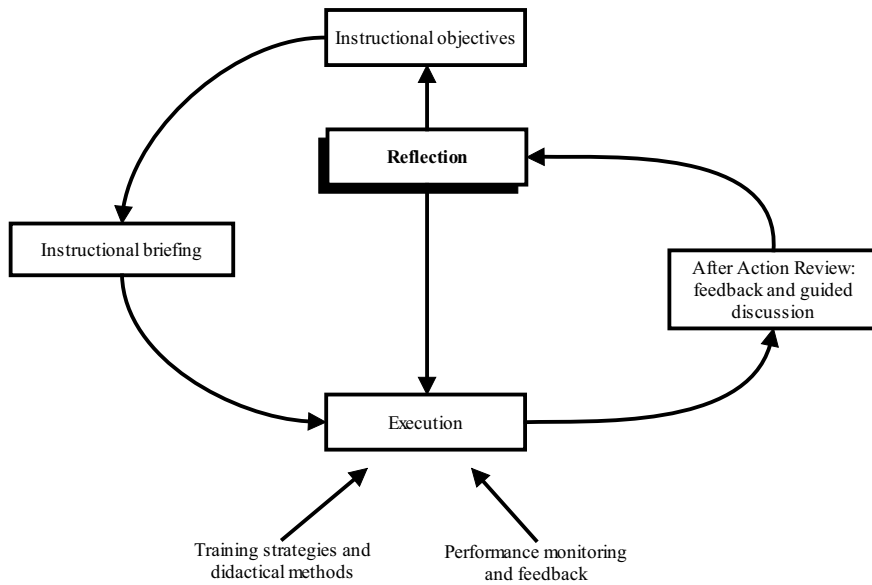 Instructional objectives
Reflection
Instructional briefing
After Action Review:
feedback and guided
discussion
Execution
Training strategies and
didactical methods
Performance monitoring
and feedback